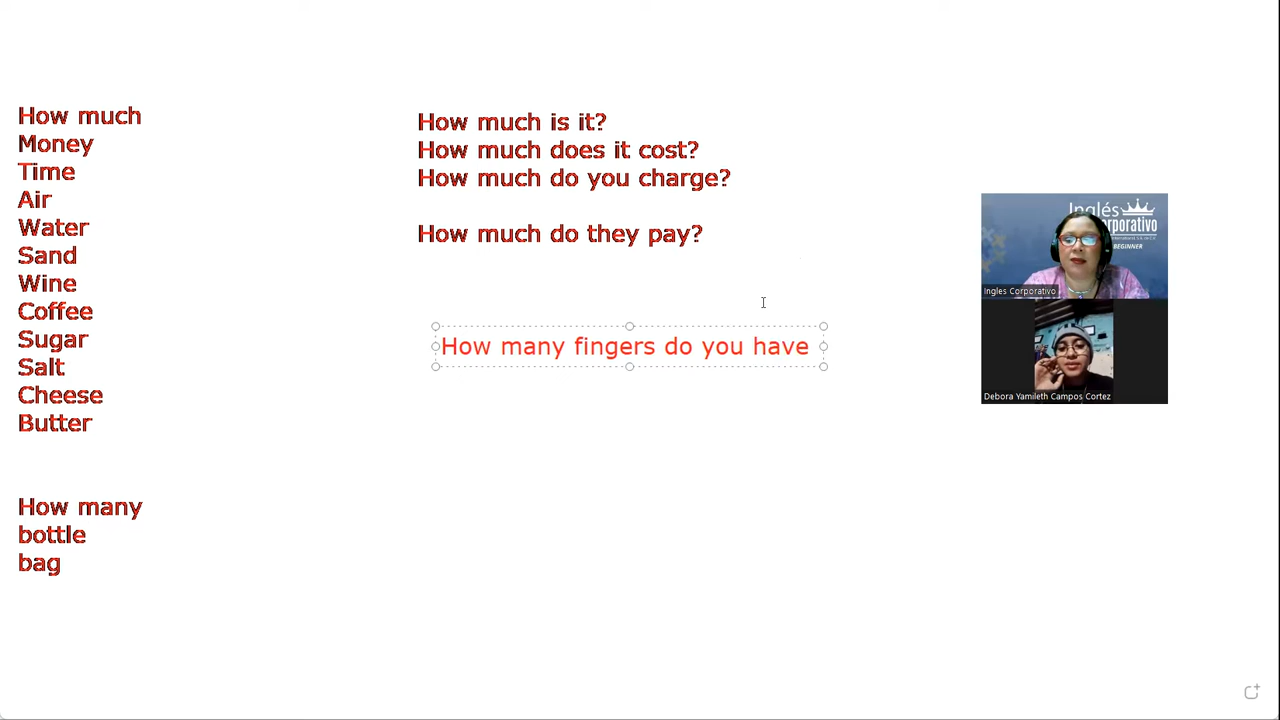 How much
Money
Time
Air
Water
Sand
Wine
Coffee
Sugar
Salt
Cheese
Butter
How many
bottle
bag
How much is it?
How much does it cost?
How much do you charge?
How much do they pay?
How many fingers do you have
Inglés
orporativo
BEGINNER
Ingles Corporativo
Debora Yamileth Campos Cortez